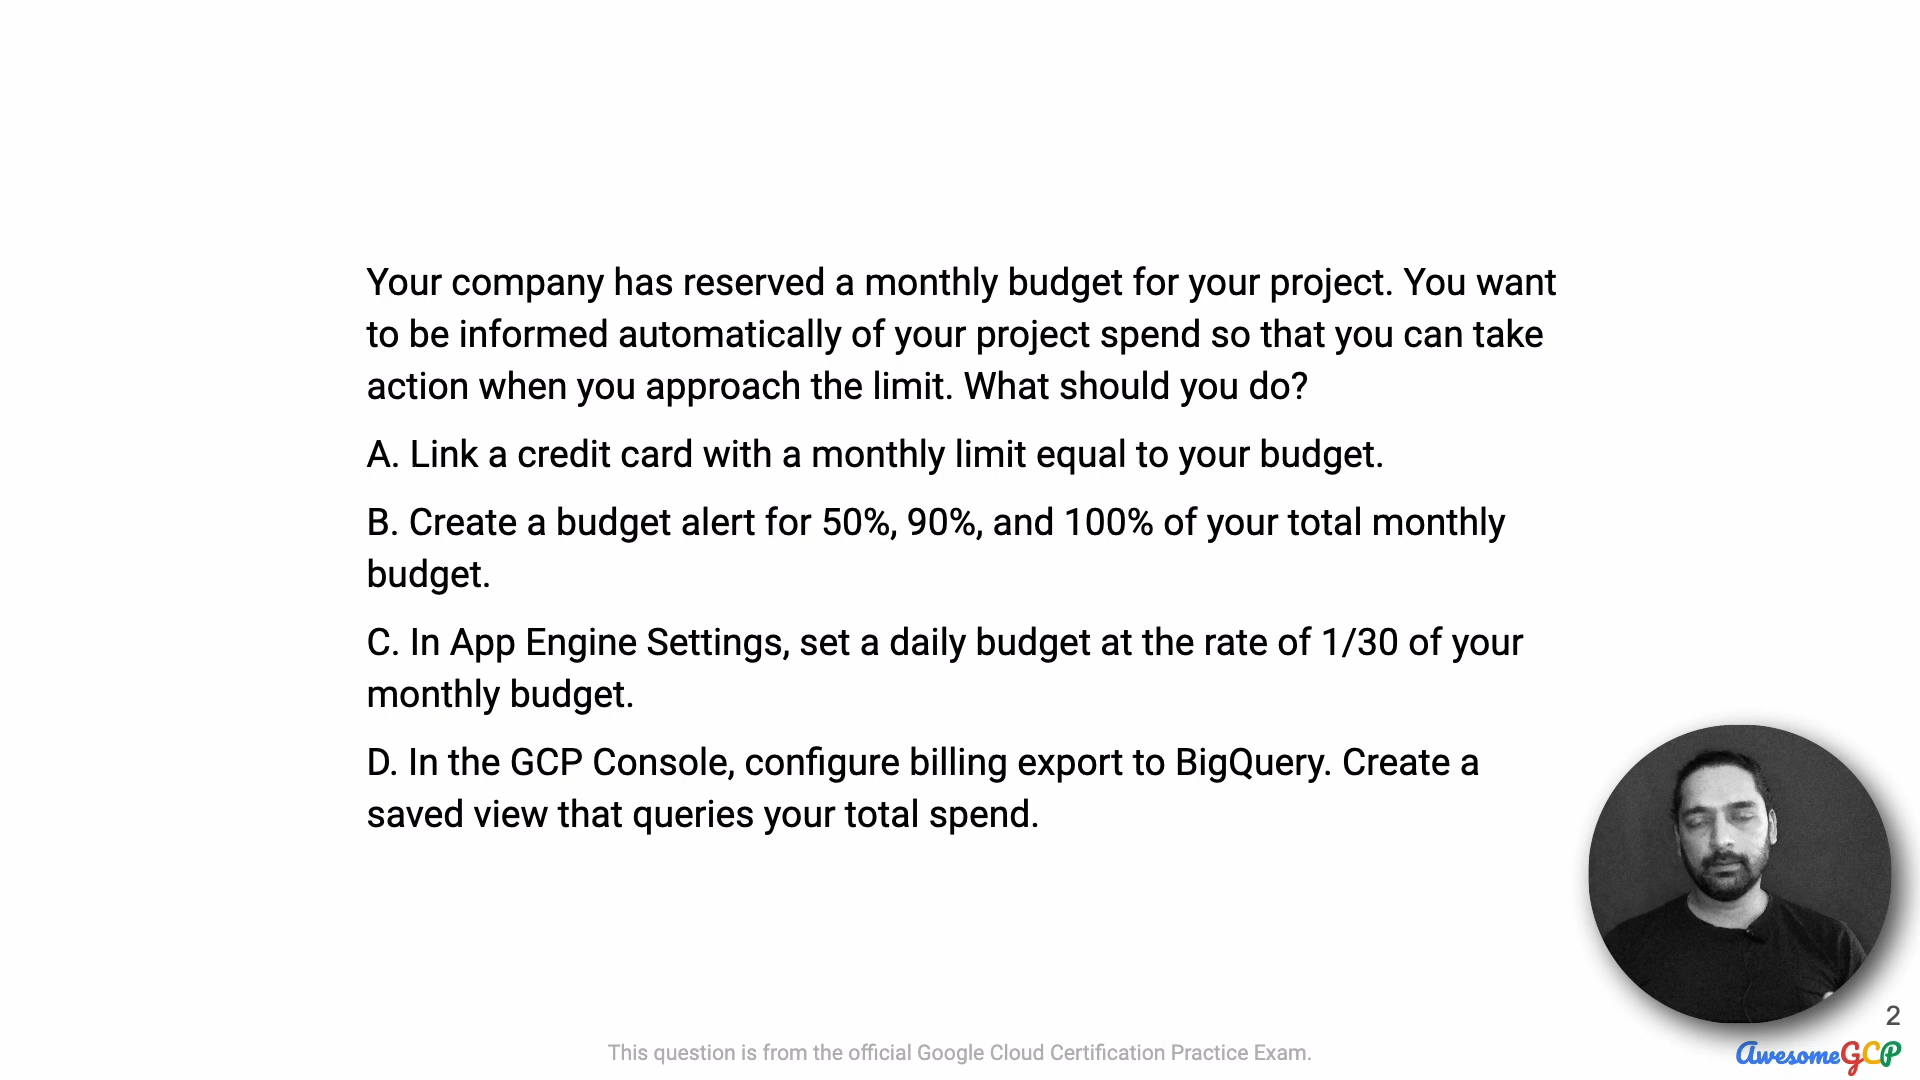 Your company has reserved a monthly budget for your project. You want
to be informed automatically of your project spend so that you can take
action when you approach the limit. What should you do?
A. Link a credit card with a monthly limit equal to your budget.
B. Create a budget alert for 50%, 90%, and 100% of your total monthly
budget.
C. In App Engine Settings, set a daily budget at the rate of 1/30 of your
monthly budget.
D. In the GCP Console, configure billing export to BigQuery. Create a
saved view that queries your total spend.
2
This question is from the official Google Cloud Certification Practice Exam.
AwesomeGCP